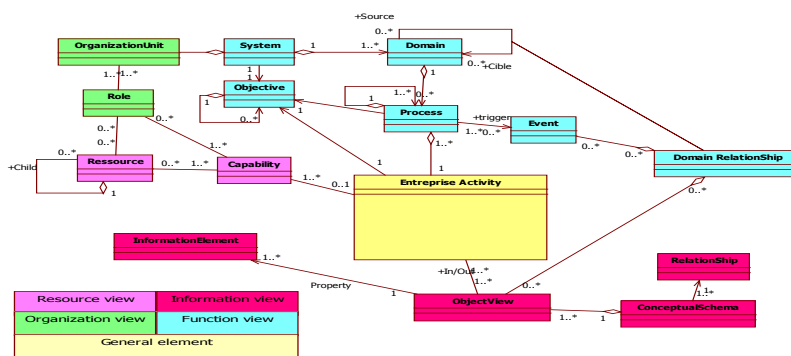 +Source
OrganizationUnit
System
Domain
1
1..*
0..*
+Cible
1..*
1..*
1
1
1
0..*
Objective
1..*
Role
1
0..*
1
Process
+trigger
1..*
0..*
Event
0..*
0..*
0..*
0..*
1..*
1
0..*
+Child
0..*
Ressource
0..*
1..*
Capability
1
1
Domain RelationShip
0..*
1
1..*
0..1
Entreprise Activity
InformationElement
1..*
+In/Out
1..*
1..*
RelationShip
Property
1
ObjectView
0..*
1..*
1
1
1..*
ConceptualSchema
Resource view
Information view
Organization view
Function view
General element